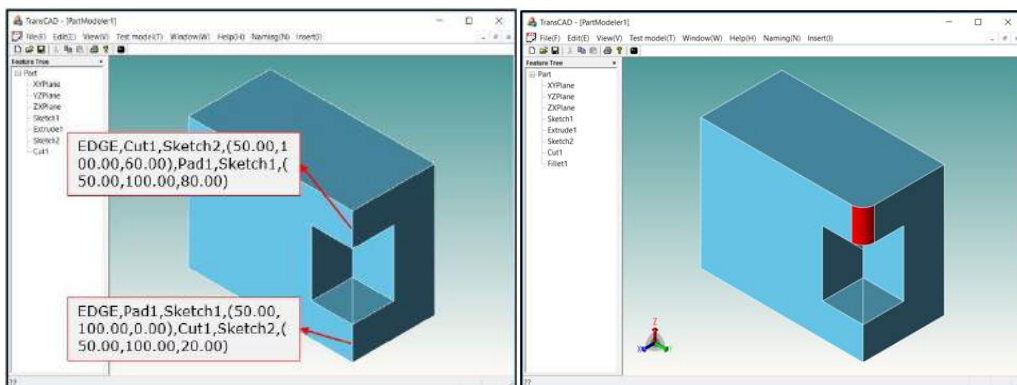 TransCAD - [PartModeler1]
File(F) Edit(E) View(V) Test model(T) Window(W) Help(H) Naming(N) Insert(I)
Feature Tree
Part
XYPlane
YZPlane
ZXPlane
Sketch1
Extrude1
Sketch2
Cut1
EDGE,Cut1,Sketch2,(50.00,1
00.00,60.00),Pad1,Sketch1,(
50.00,100.00,80.00)
EDGE,Pad1,Sketch1,(50.00,
100.00,0.00),Cut1,Sketch2,(
50.00,100.00,20.00)
??
TransCAD - [PartModeler1]
File(F) Edit(E) View(V) Test model(T) Window(W) Help(H) Naming(N) Insert(I)
Feature Tree
Part
XYPlane
YZPlane
ZXPlane
Sketch1
Extrude1
Sketch2
Cut1
Fillet1
Z
X
Y
??